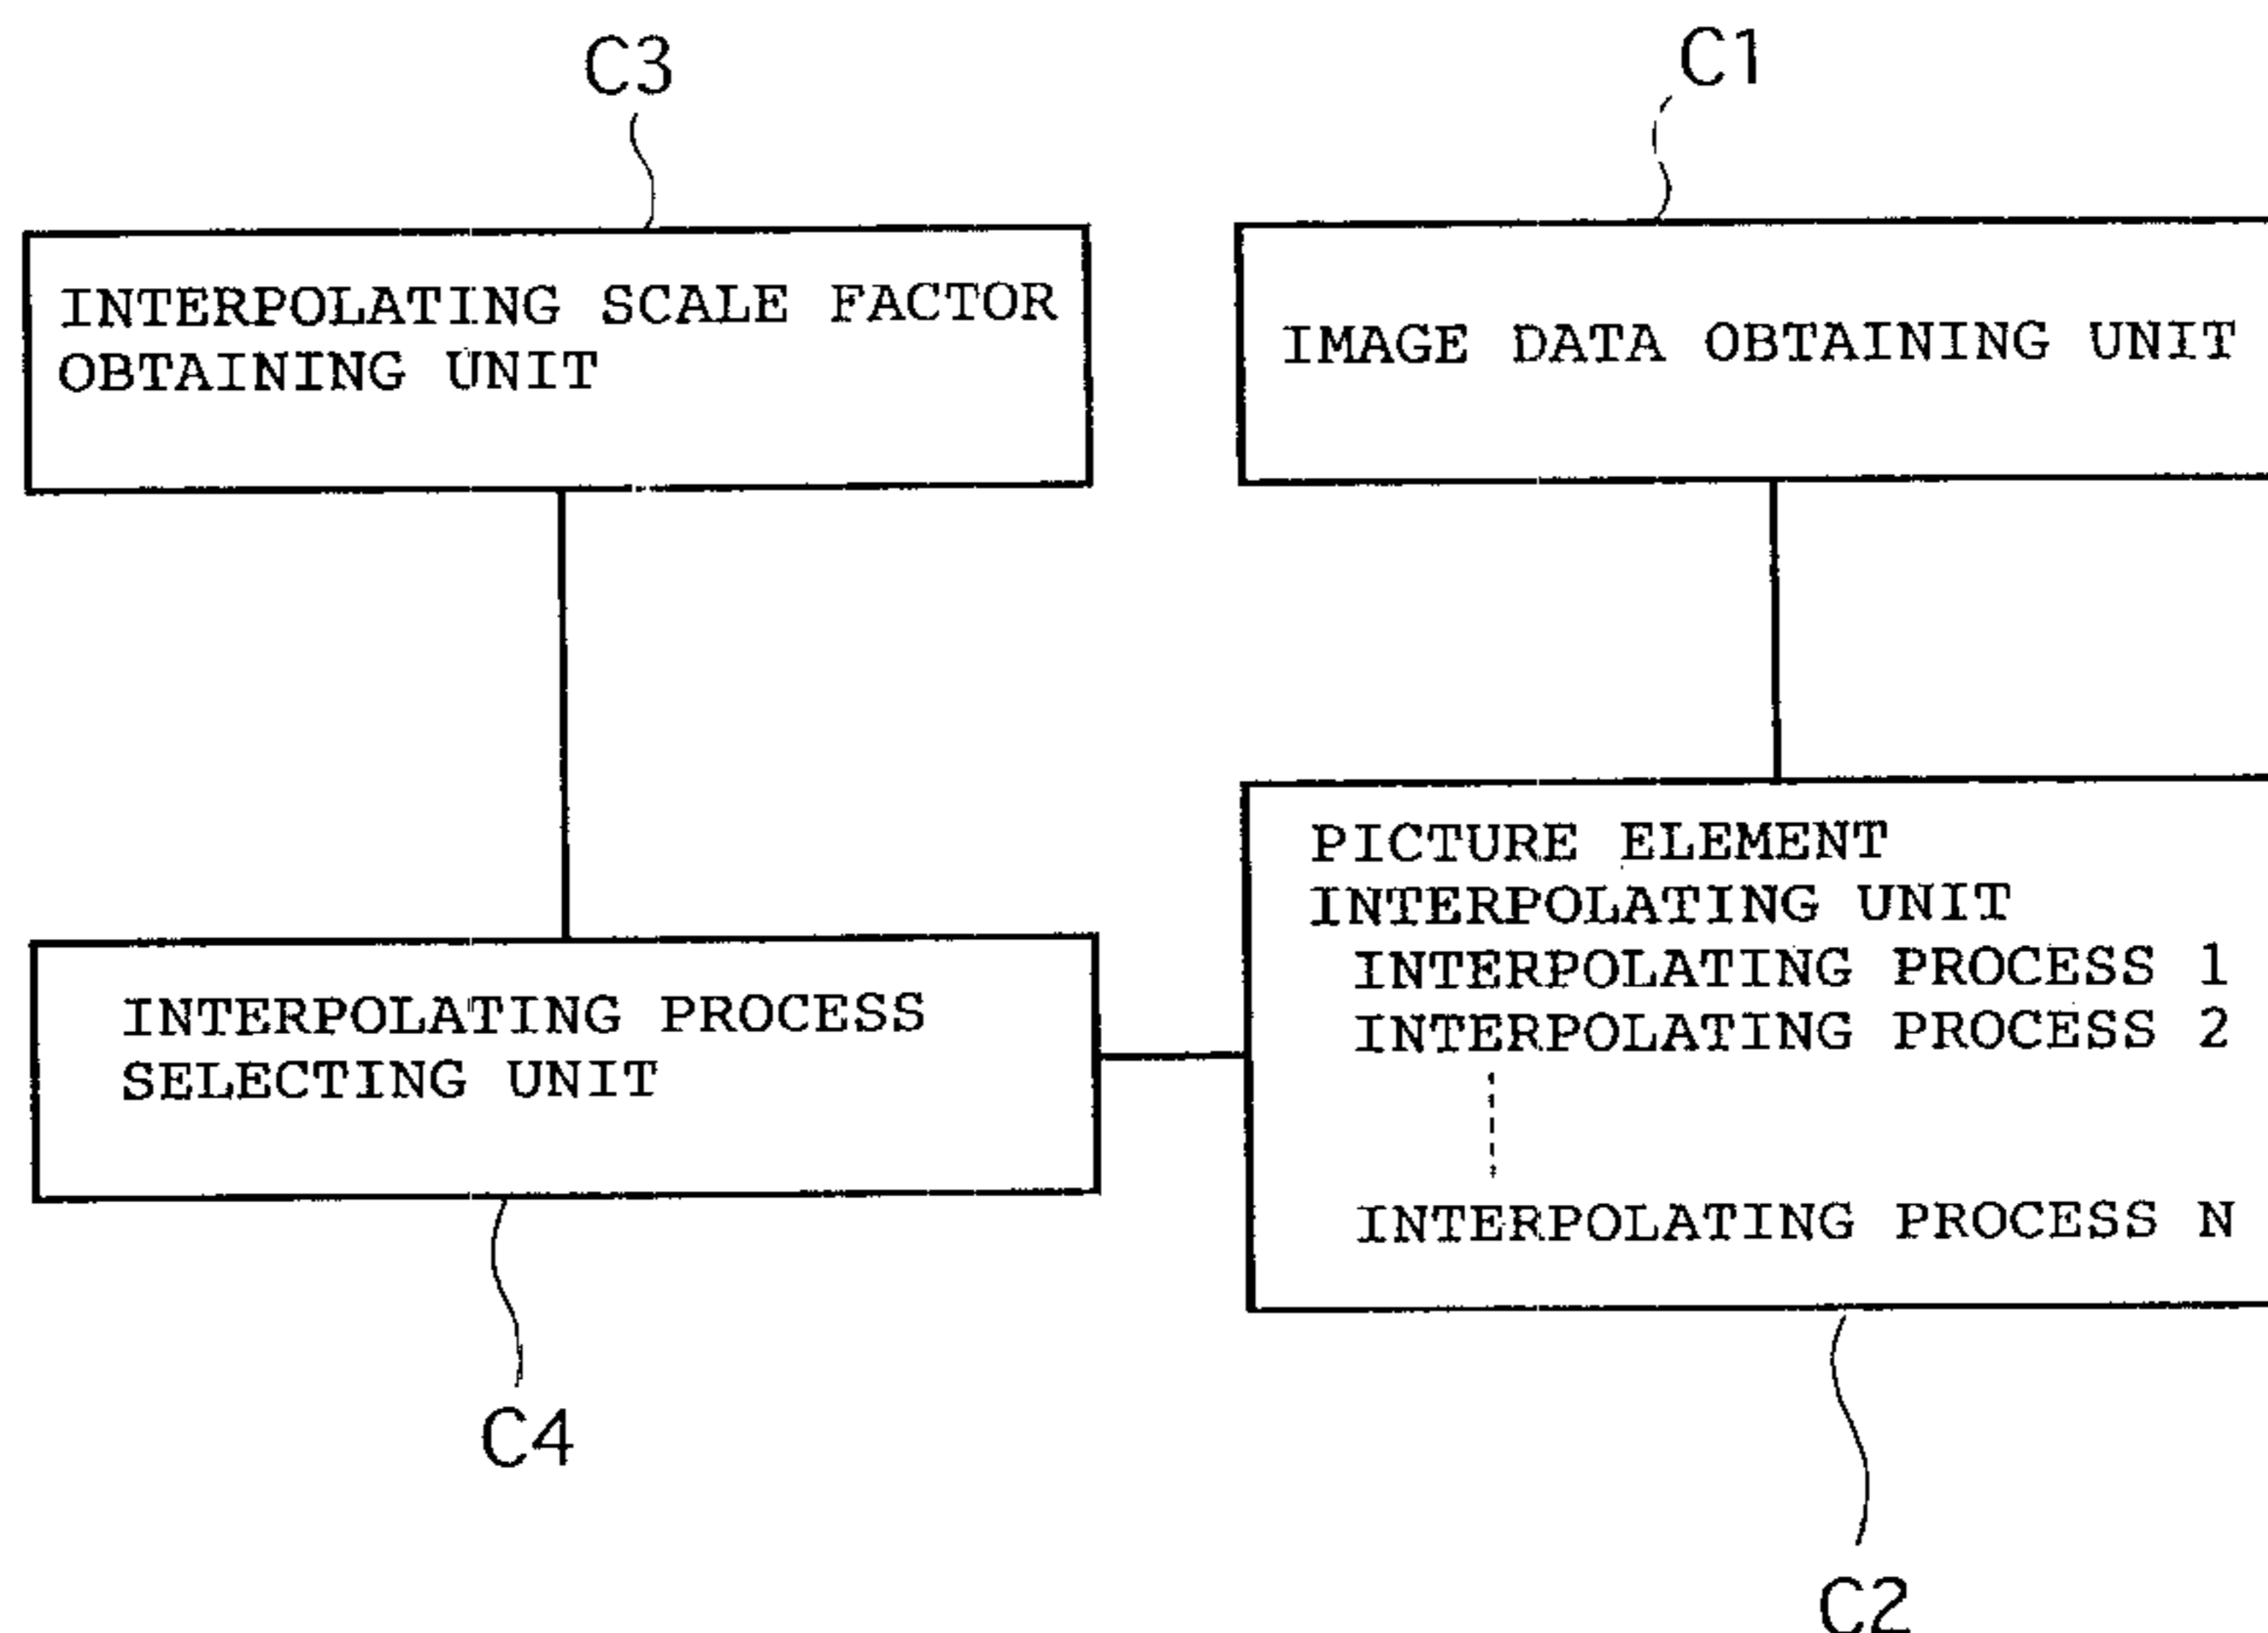 C3
C1
INTERPOLATING SCALE FACTOR
OBTAINING UNIT
IMAGE DATA OBTAINING UNIT
PICTURE ELEMENT
INTERPOLATING UNIT
INTERPOLATING PROCESS 1
INTERPOLATING PROCESS 2
INTERPOLATING PROCESS N
INTERPOLATING PROCESS
SELECTING UNIT
C4
C2